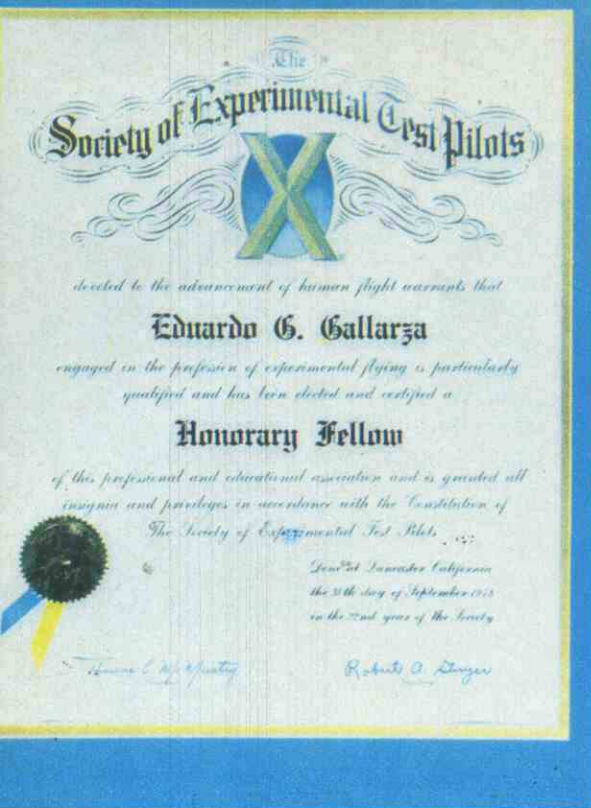 The
Society of Experimental Test Pilots
X
devoted to the advancement of human flight warrants that
Eduardo G. Gallarza
engaged in the profession of experimental flying is particularly
qualified and has been elected and certified a
Honorary Fellow
of this professional and educational association and is granted all
insignia and privileges in accordance with the Constitution of
The Society of Experimental Test Pilots
Done at Lancaster California
the day of September
in the 22nd year of the Society
Robert A.